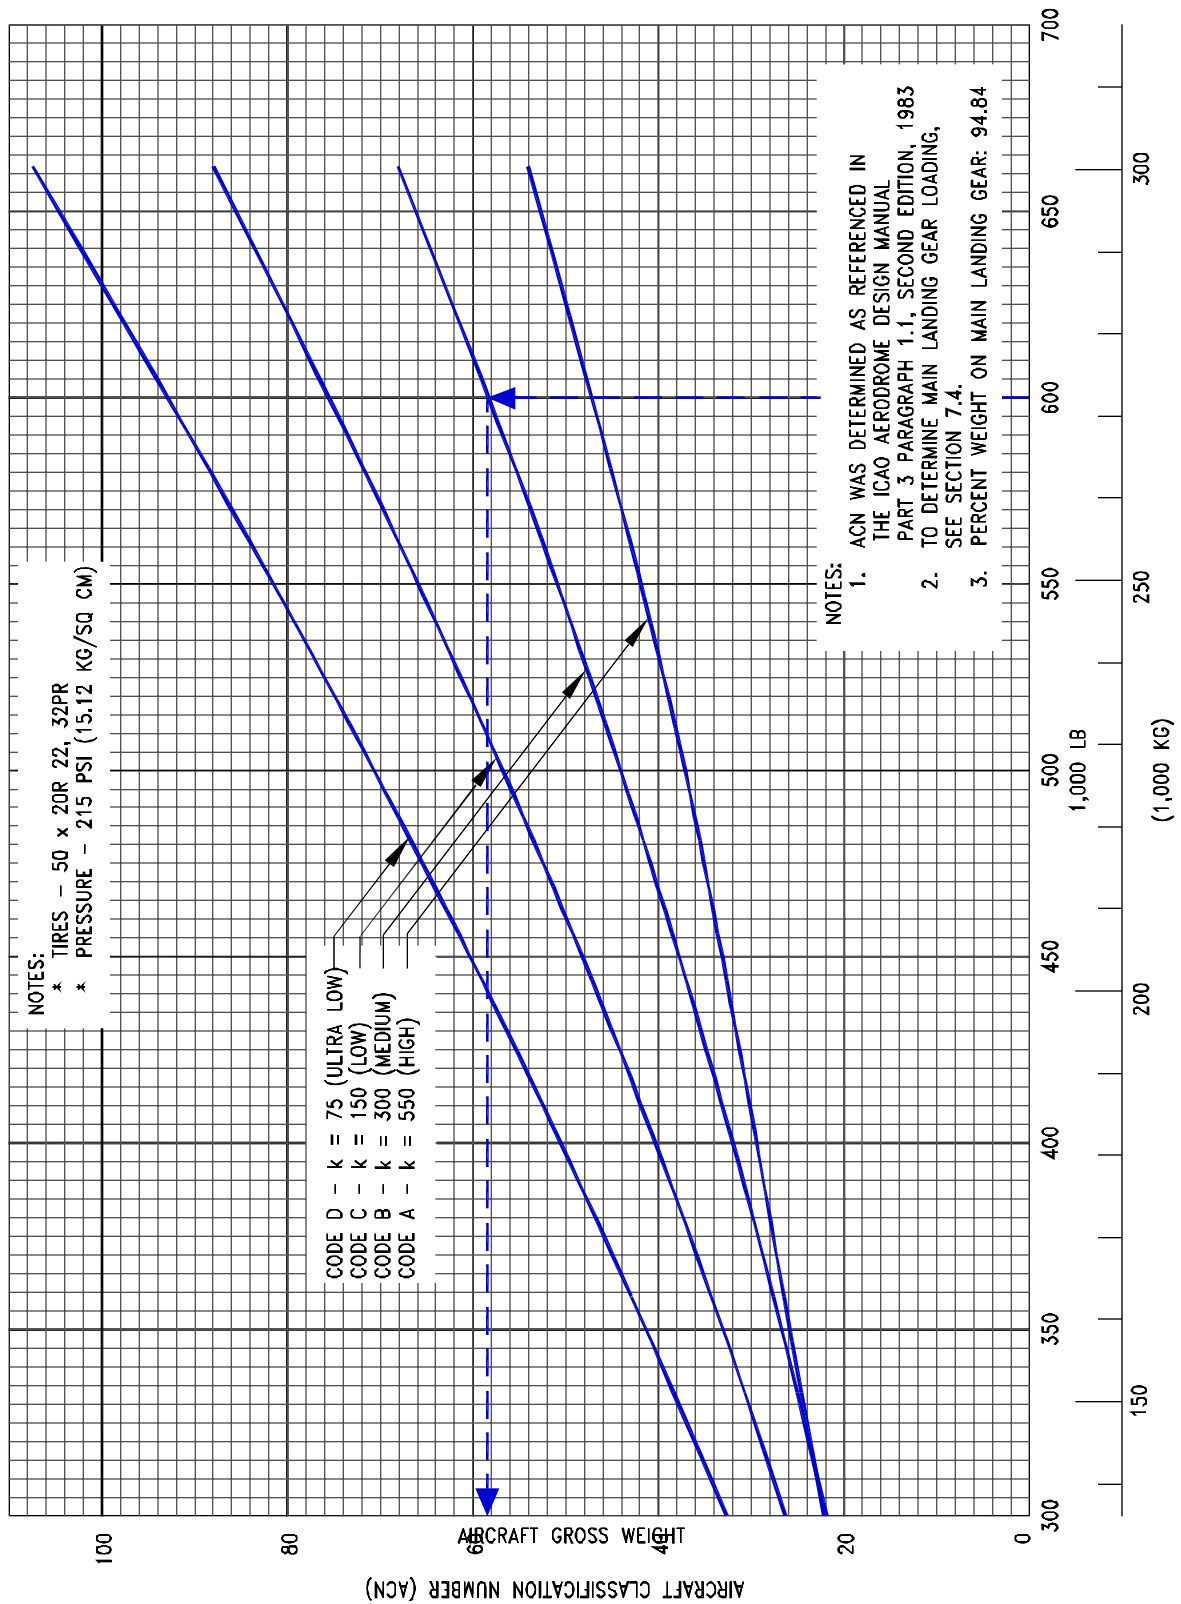 NOTES:
* TIRES - 50 x 20R 22, 32PR
* PRESSURE - 215 PSI (15.12 KG/SQ CM)
CODE D - k = 75 (ULTRA LOW)
CODE C - k = 150 (LOW)
CODE B - k = 300 (MEDIUM)
CODE A - k = 550 (HIGH)
AIRCRAFT CLASSIFICATION NUMBER (ACN)
100
80
60
40
20
0
AIRCRAFT GROSS WEIGHT
NOTES:
1. ACN WAS DETERMINED AS REFERENCED IN
THE ICAO AERODROME DESIGN MANUAL
PART 3 PARAGRAPH 1.1, SECOND EDITION, 1983
2. TO DETERMINE MAIN LANDING GEAR LOADING,
SEE SECTION 7.4.
3. PERCENT WEIGHT ON MAIN LANDING GEAR: 94.84
300 350 400 450 500 550 600 650 700
1,000 LB
150 200 250 300
(1,000 KG)